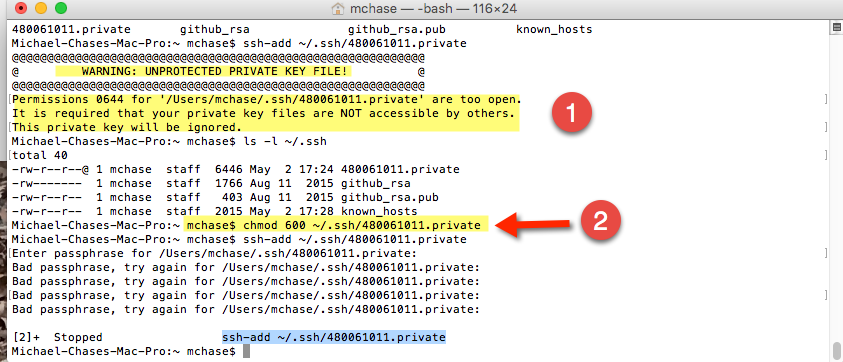 mchase — -bash — 116×24
480061011.private github_rsa github_rsa.pub known_hosts
Michael-Chases-Mac-Pro:~ mchase$ ssh-add ~/.ssh/480061011.private
@@@@@@@@@@@@@@@@@@@@@@@@@@@@@@@@@@@@@@@@@@@@@@@@@@@@@@@@@@@
@ WARNING: UNPROTECTED PRIVATE KEY FILE! @
@@@@@@@@@@@@@@@@@@@@@@@@@@@@@@@@@@@@@@@@@@@@@@@@@@@@@@@@@@@
Permissions 0644 for '/Users/mchase/.ssh/480061011.private' are too open.
It is required that your private key files are NOT accessible by others.
This private key will be ignored.
1
Michael-Chases-Mac-Pro:~ mchase$ ls -l ~/.ssh
total 40
-rw-r--r--@ 1 mchase staff 6446 May 2 17:24 480061011.private
-rw------- 1 mchase staff 1766 Aug 11 2015 github_rsa
-rw-r--r-- 1 mchase staff 403 Aug 11 2015 github_rsa.pub
-rw-r--r-- 1 mchase staff 2015 May 2 17:28 known_hosts
Michael-Chases-Mac-Pro:~ mchase$ chmod 600 ~/.ssh/480061011.private
2
Michael-Chases-Mac-Pro:~ mchase$ ssh-add ~/.ssh/480061011.private
Enter passphrase for /Users/mchase/.ssh/480061011.private:
Bad passphrase, try again for /Users/mchase/.ssh/480061011.private:
Bad passphrase, try again for /Users/mchase/.ssh/480061011.private:
Bad passphrase, try again for /Users/mchase/.ssh/480061011.private:
Bad passphrase, try again for /Users/mchase/.ssh/480061011.private:
[2]+ Stopped ssh-add ~/.ssh/480061011.private
Michael-Chases-Mac-Pro:~ mchase$